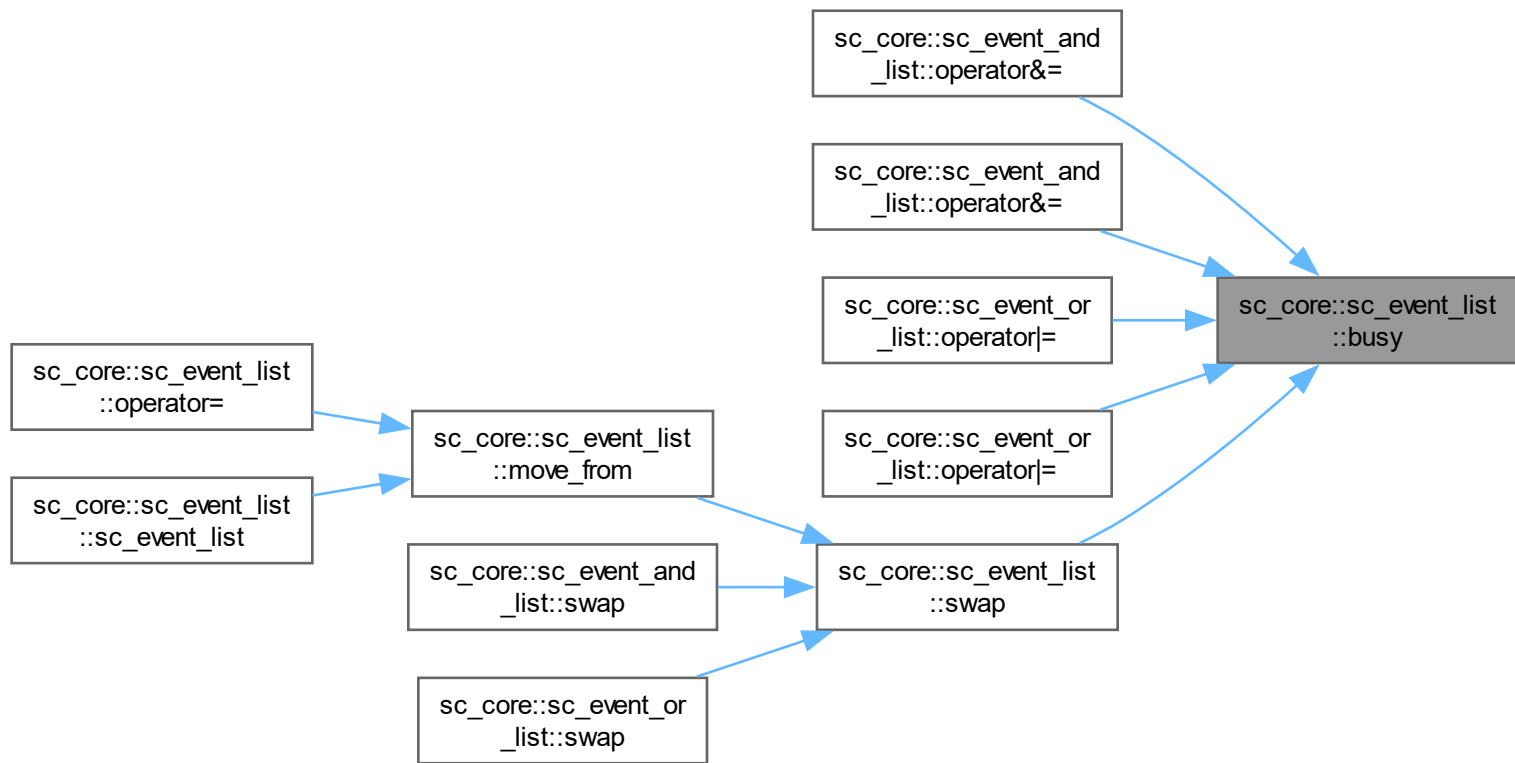 sc_core::sc_event_and
_list::operator&=
sc_core::sc_event_and
_list::operator&=
sc_core::sc_event_or
_list::operator|=
sc_core::sc_event_list
::busy
sc_core::sc_event_list
::operator=
sc_core::sc_event_list
::move_from
sc_core::sc_event_or
_list::operator|=
sc_core::sc_event_list
::sc_event_list
sc_core::sc_event_and
_list::swap
sc_core::sc_event_list
::swap
sc_core::sc_event_or
_list::swap